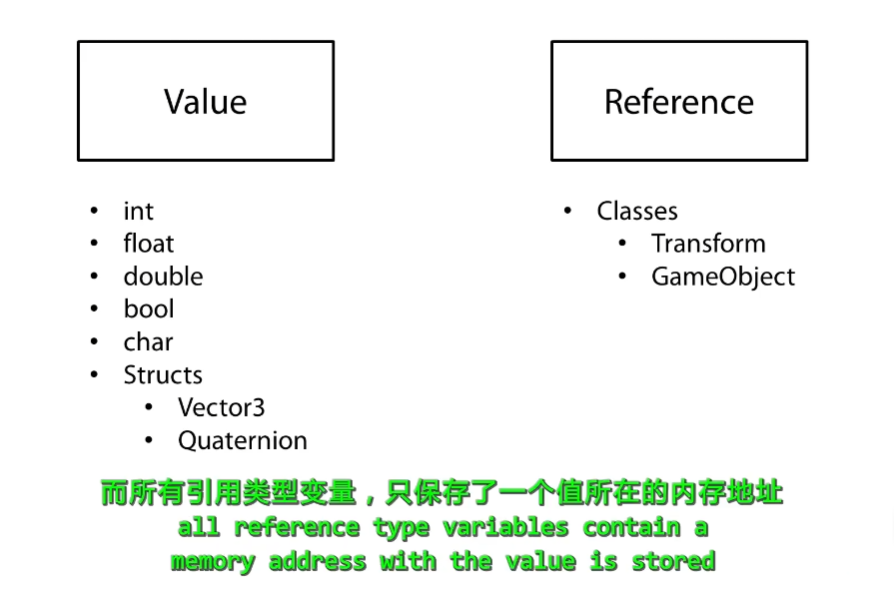 Value
Reference
• int
• float
• double
• bool
• char
• Structs
• Vector3
• Quaternion
• Classes
• Transform
• GameObject
而所有引用类型变量，只保存了一个值所在的内存地址
all reference type variables contain a
memory address with the value is stored